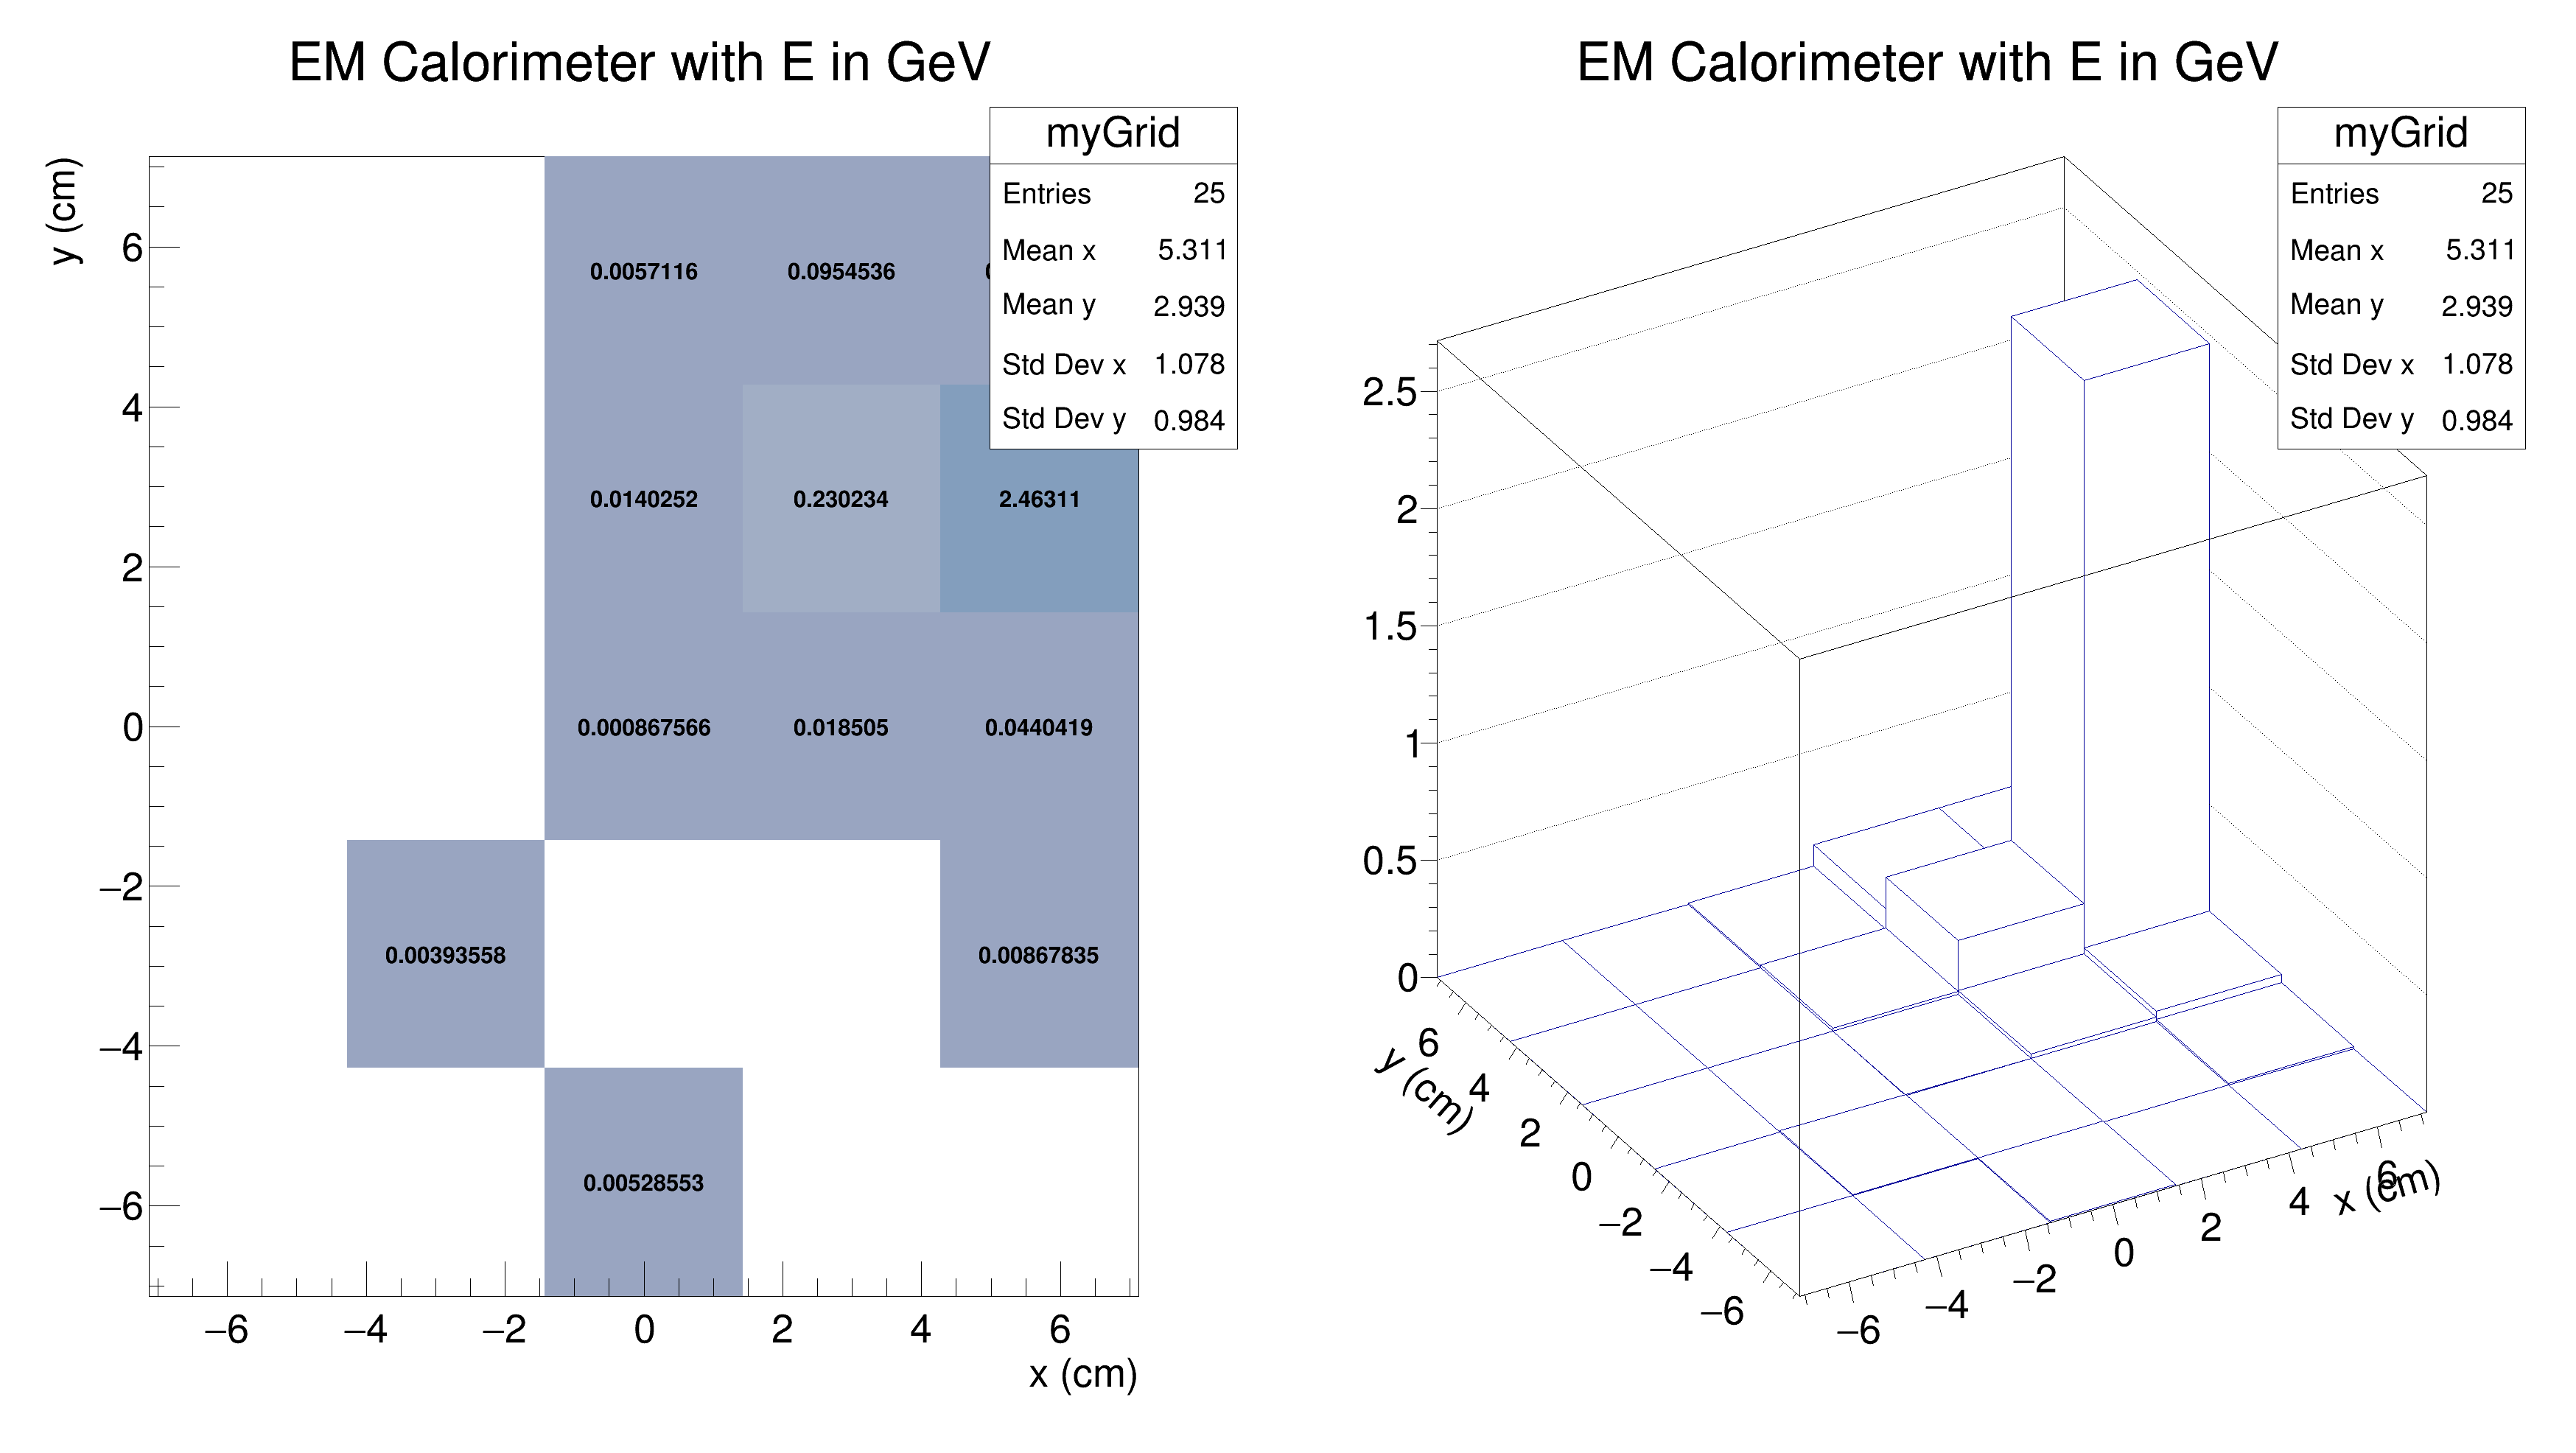 EM Calorimeter with E in GeV
myGrid
Entries 25
Mean x 5.311
Mean y 2.939
Std Dev x 1.078
Std Dev y 0.984
y (cm)
6
4
2
0
−2
−4
−6
0.0057116 0.0954536
0.0140252 0.230234 2.46311
0.000867566 0.018505 0.0440419
0.00393558 0.00867835
0.00528553
−6 −4 −2 0 2 4 6
x (cm)
EM Calorimeter with E in GeV
myGrid
Entries 25
Mean x 5.311
Mean y 2.939
Std Dev x 1.078
Std Dev y 0.984
2.5
2
1.5
1
0.5
0
y (cm)
6
4
2
0
−2
−4
−6
−6 −4 −2 0 2 4 6
x (cm)